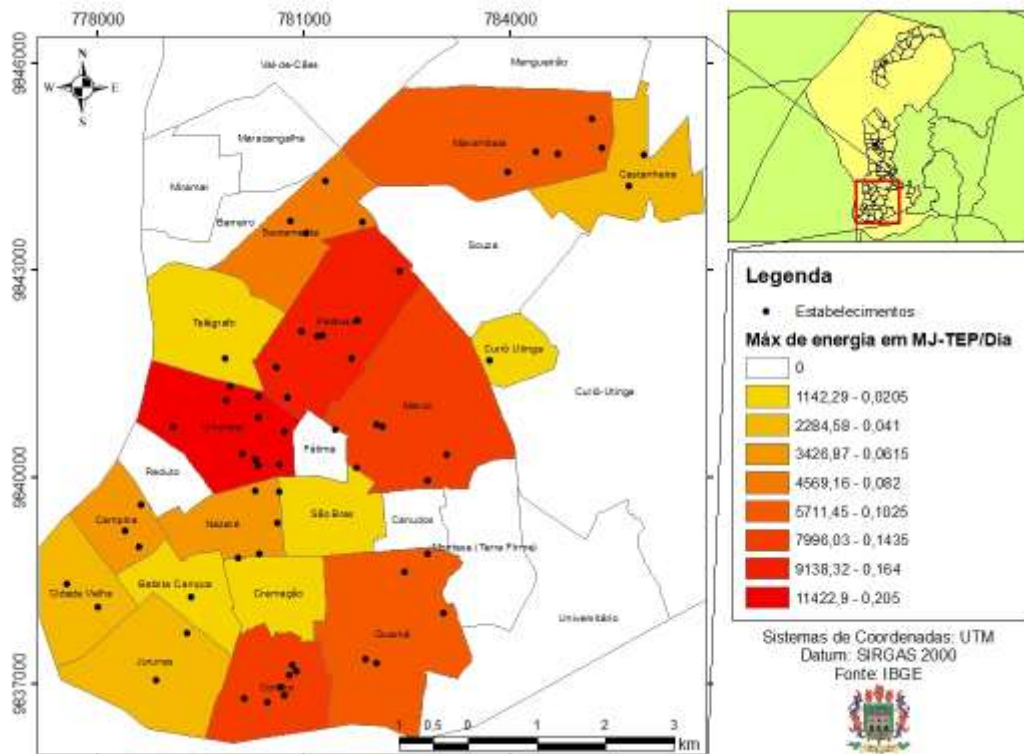 778000
781000
784000
9846000
9843000
9840000
9837000
N
W
E
S
Val-de-Cães
Mangueirão
Maracangalha
Miramar
Barreiro
Sacramenta
Marambaia
Castanheira
Souza
Telégrafo
Pedreira
Curió Utinga
Marco
Curió-Utinga
Umarizal
Fátima
Reduto
Campina
Nazaré
São Bras
Canudos
Montese (Terra Firme)
Cidade Velha
Batista Campos
Cremação
Guamá
Universitário
Jurunas
Condor
1 0,5 0 1 2 3
km
Legenda
Estabelecimentos
Máx de energia em MJ-TEP/Dia
0
1142,29 - 0,0205
2284,58 - 0,041
3426,87 - 0,0615
4569,16 - 0,082
5711,45 - 0,1025
7996,03 - 0,1435
9138,32 - 0,164
11422,9 - 0,205
Sistemas de Coordenadas: UTM
Datum: SIRGAS 2000
Fonte: IBGE